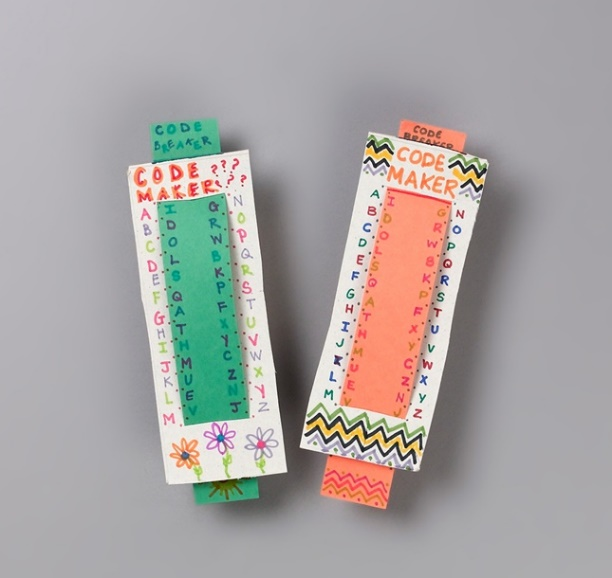 CODE
BREAKER
CODE ???
MAKER!??
A I G N
B D R O
C O W P
D L B Q
E S K R
F Q P S
G A F T
H T X U
I H Y V
J M C W
K U Z X
L E N Y
M V J Z
CODE
BREAKER
CODE
MAKER
A I G N
B D R O
C O W P
D L B Q
E S K R
F Q P S
G A F T
H T X U
I H Y V
J M C W
K U Z X
L E N Y
M V J Z